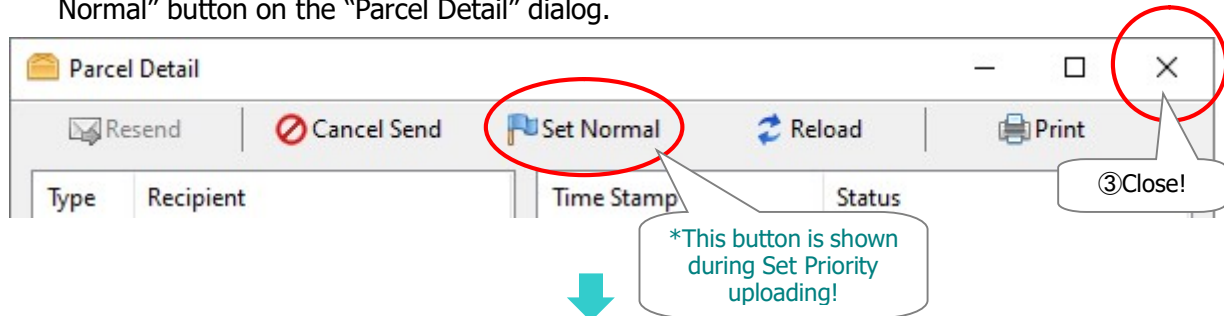 Normal” button on the “Parcel Detail” dialog.
Parcel Detail
Resend Cancel Send Set Normal Reload Print
Type Recipient Time Stamp Status
③Close!
*This button is shown
during Set Priority
uploading!